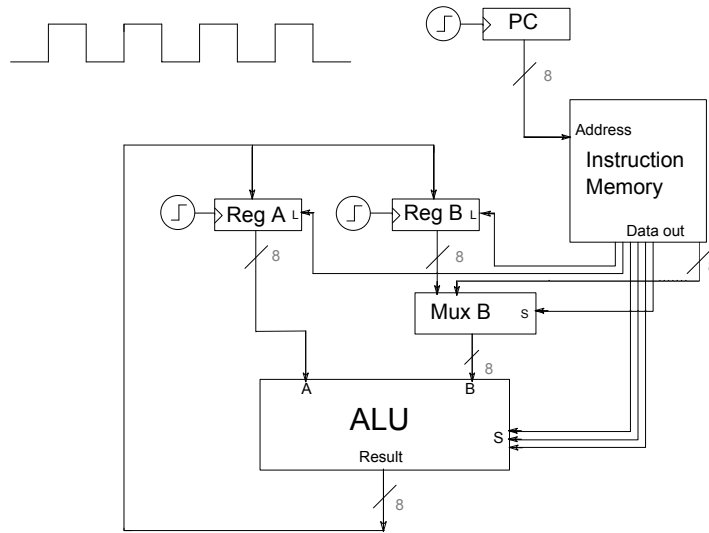 PC
8
Address
Instruction
Memory
Data out
Reg A
L
Reg B
L
8
8
Mux B
S
8
A
B
ALU
S
Result
8